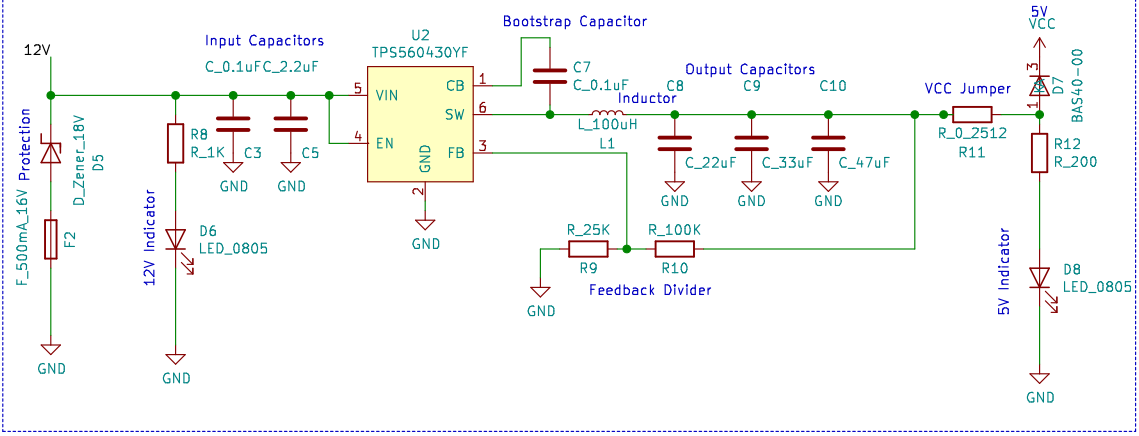 5V
VCC
Bootstrap Capacitor
U2
TPS560430YF
12V
Input Capacitors
C_0.1uF
C_2.2uF
5
VIN
CB
1
C7
C_0.1uF
Output Capacitors
C8
C9
C10
3
1
D7
BAS40-00
VCC Jumper
Inductor
SW
6
L_100uH
L1
4
EN
FB
3
GND
2
Protection
D_Zener_18V
D5
R8
R_1K
C3
C5
GND
GND
C_22uF
C_33uF
C_47uF
GND
GND
GND
R_0_2512
R11
R12
R_200
F_500mA_16V
F2
12V Indicator
D6
LED_0805
GND
R_25K
R_100K
R9
R10
Feedback Divider
GND
5V Indicator
D8
LED_0805
GND
GND
GND